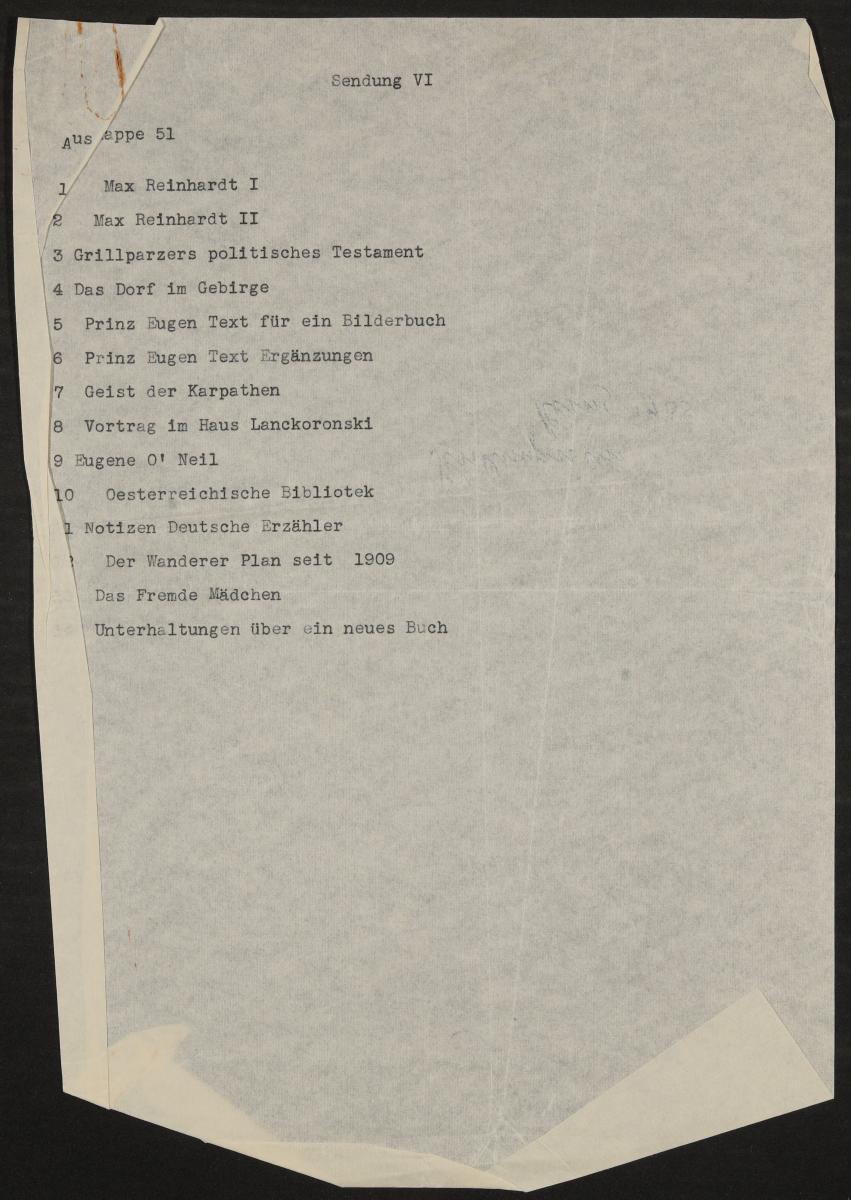 Sendung VI
Aus appe 51
1 Max Reinhardt I
2 Max Reinhardt II
3 Grillparzers politisches Testament
4 Das Dorf im Gebirge
5 Prinz Eugen Text für ein Bilderbuch
6 Prinz Eugen Text Ergänzungen
7 Geist der Karpathen
8 Vortrag im Haus Lanckoronski
9 Eugene O' Neil
10 Oesterreichische Bibliotek
1 Notizen Deutsche Erzähler
Der Wanderer Plan seit 1909
Das Fremde Mädchen
Unterhaltungen über ein neues Buch